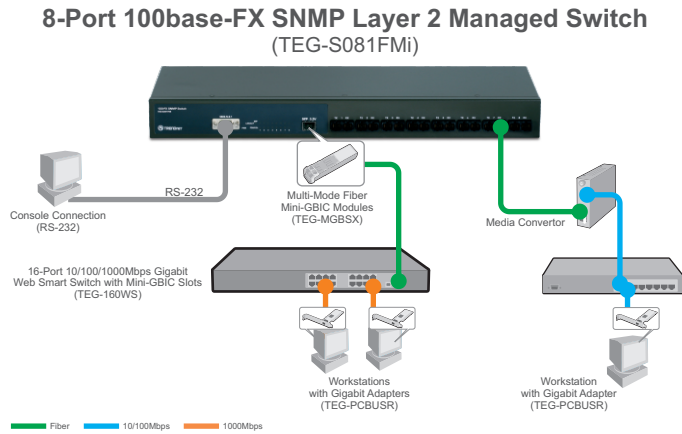 8-Port 100base-FX SNMP Layer 2 Managed Switch
(TEG-S081FMi)
TRENDNET
RS-232
Console Connection
(RS-232)
Multi-Mode Fiber
Mini-GBIC Modules
(TEG-MGBSX)
Media Convertor
16-Port 10/100/1000Mbps Gigabit
Web Smart Switch with Mini-GBIC Slots
(TEG-160WS)
Workstations
with Gigabit Adapters
(TEG-PCBUSR)
Workstation
with Gigabit Adapter
(TEG-PCBUSR)
Fiber
10/100Mbps
1000Mbps